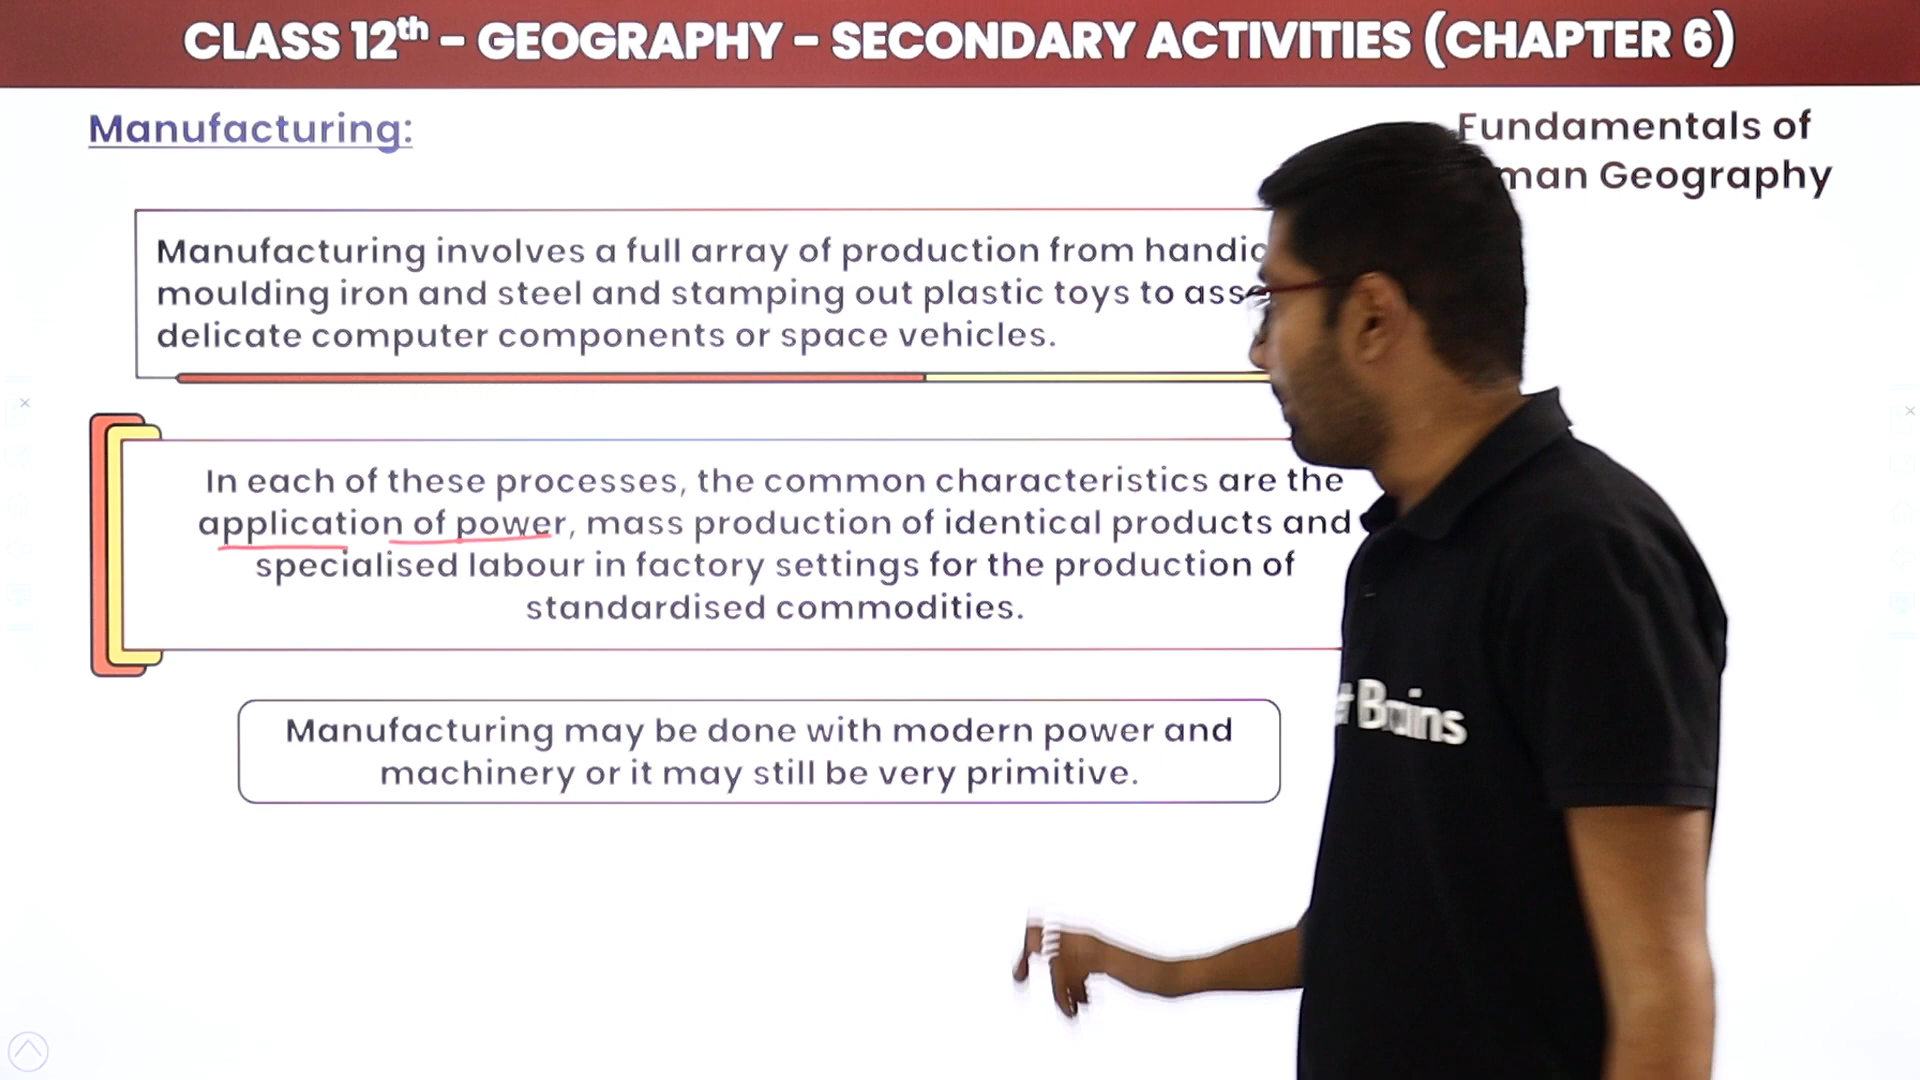 CLASS 12th - GEOGRAPHY - SECONDARY ACTIVITIES (CHAPTER 6)
Manufacturing:
Fundamentals of
Geography
Manufacturing involves a full array of production from
moulding iron and steel and stamping out plastic toys to
delicate computer components or space vehicles.
In each of these processes, the common characteristics are the
application of power, mass production of identical products and
specialised labour in factory settings for the production of
standardised commodities.
Manufacturing may be done with modern power and
machinery or it may still be very primitive.
Brains